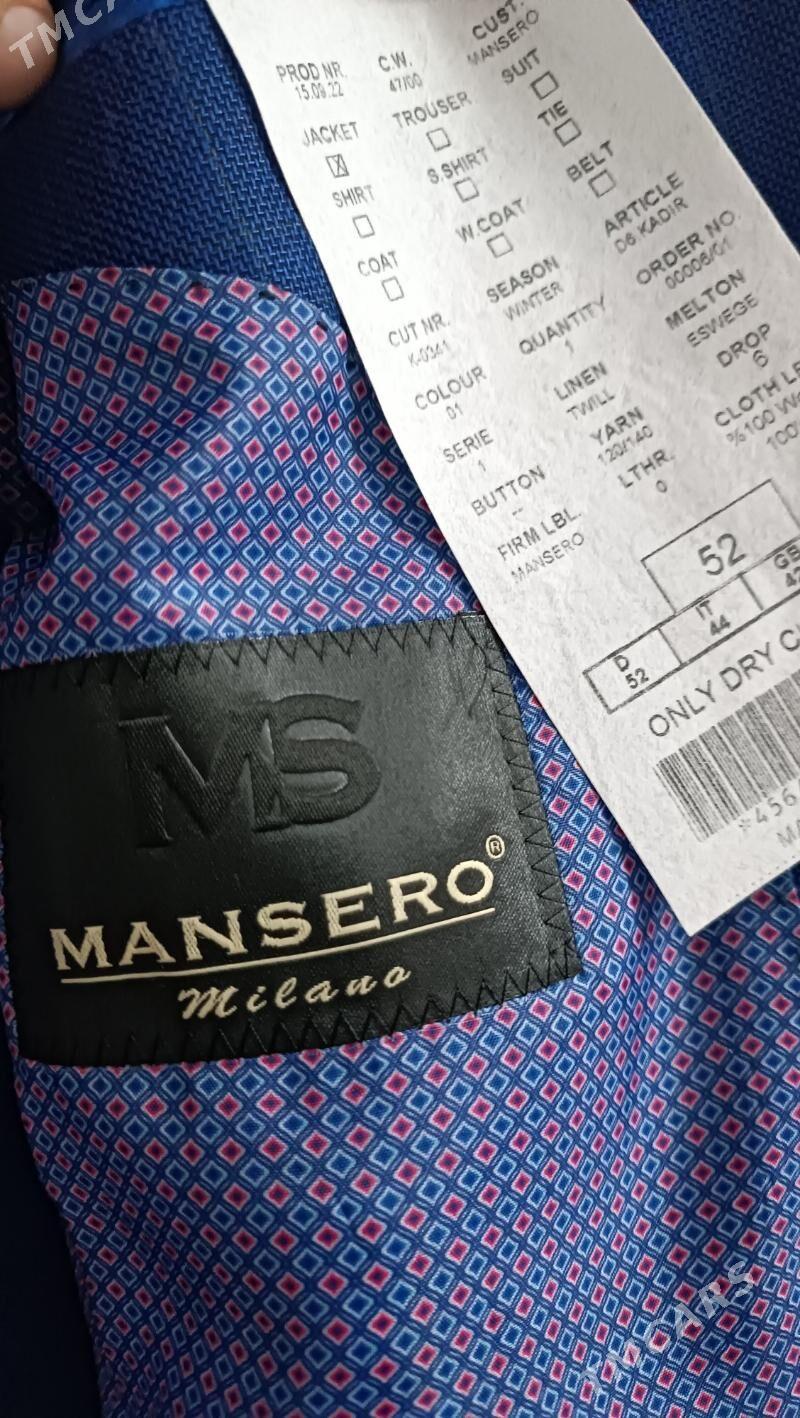 TMCARS
PROD NR.
15.09.22
C.W.
47/00
CUST.
MANSERO
JACKET
X
TROUSER
SUIT
SHIRT
S.SHIRT
TIE
COAT
W.COAT
BELT
CUT NR.
K-0341
SEASON
WINTER
ARTICLE
D6 KADIR
COLOUR
01
QUANTITY
1
ORDER NO.
00006/01
SERIE
1
LINEN
TWILL
MELTON
ESWEGE
BUTTON
--
YARN
120/140
DROP
6
FIRM LBL.
MANSERO
LTHR.
0
CLOTH
%100
52
D
52
IT
44
ONLY DRY
*456
MS
MANSERO®
Milano
TMCARS